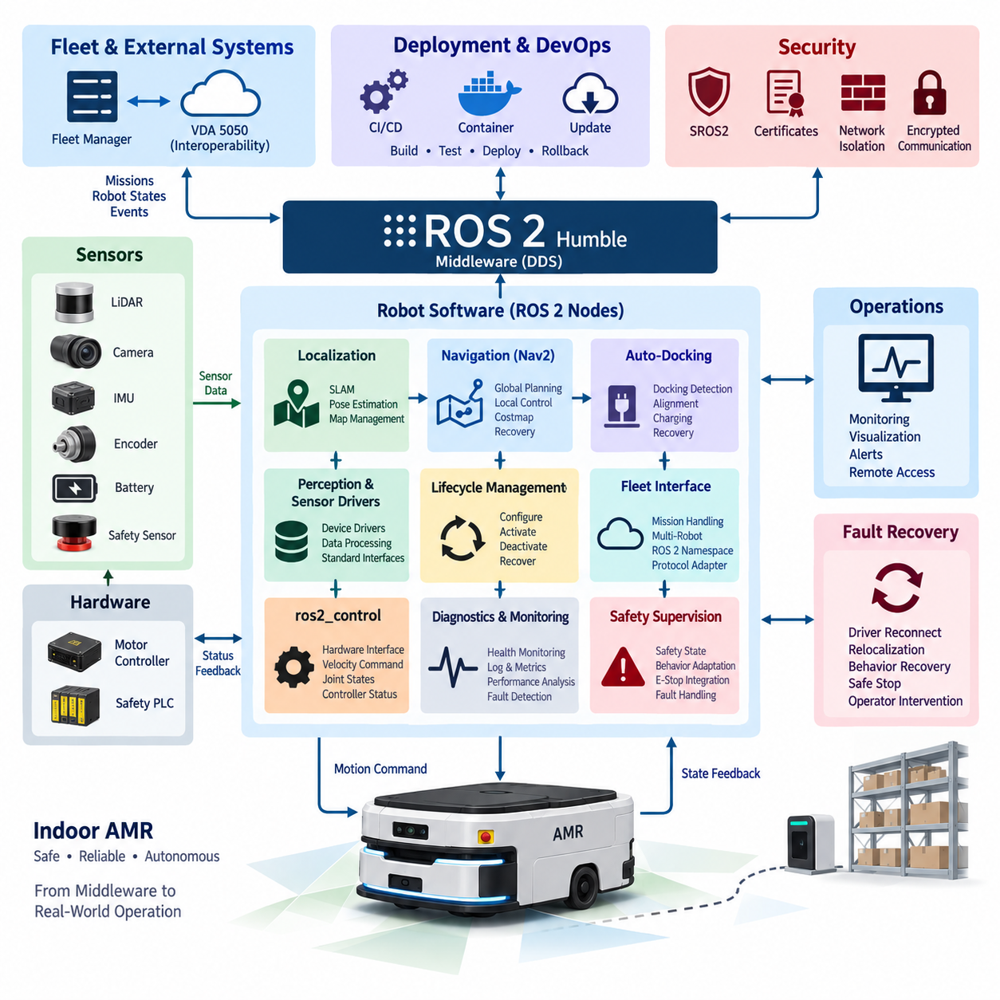 Fleet & External Systems
Fleet Manager
VDA 5050
(Interoperability)
Deployment & DevOps
CI/CD
Container
Update
Build • Test • Deploy • Rollback
Security
SROS2
Certificates
Network
Isolation
Encrypted
Communication
Missions
Robot States
Events
ROS 2 Humble
Middleware (DDS)
Sensors
LiDAR
Camera
IMU
Encoder
Battery
Safety Sensor
Sensor
Data
Hardware
Motor
Controller
Safety PLC
Status
Feedback
Robot Software (ROS 2 Nodes)
Localization
SLAM
Pose Estimation
Map Management
Navigation (Nav2)
Global Planning
Local Control
Costmap
Recovery
Auto-Docking
Docking Detection
Alignment
Charging
Recovery
Perception &
Sensor Drivers
Device Drivers
Data Processing
Standard Interfaces
Lifecycle Management
Configure
Activate
Deactivate
Recover
Fleet Interface
Mission Handling
Multi-Robot
ROS 2 Namespace
Protocol Adapter
ros2_control
Hardware Interface
Velocity Command
Joint States
Controller Status
Diagnostics & Monitoring
Health Monitoring
Log & Metrics
Performance Analysis
Fault Detection
Safety Supervision
Safety State
Behavior Adaptation
E-Stop Integration
Fault Handling
Operations
Monitoring
Visualization
Alerts
Remote Access
Fault Recovery
Driver Reconnect
Relocalization
Behavior Recovery
Safe Stop
Operator Intervention
Motion Command
State Feedback
AMR
Indoor AMR
Safe • Reliable • Autonomous
From Middleware to
Real-World Operation